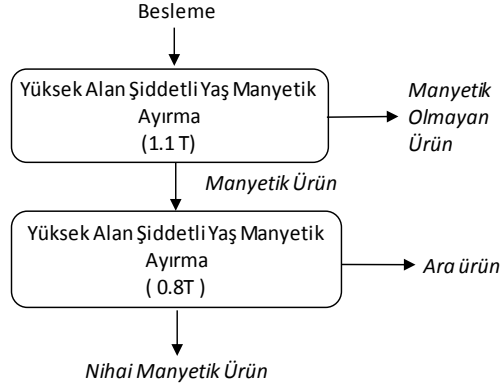 Besleme
Yüksek Alan Şiddetli Yaş Manyetik
Ayırma
(1.1 T)
Manyetik
Olmayan
Ürün
Manyetik Ürün
Yüksek Alan Şiddetli Yaş Manyetik
Ayırma
( 0.8T )
Ara ürün
Nihai Manyetik Ürün